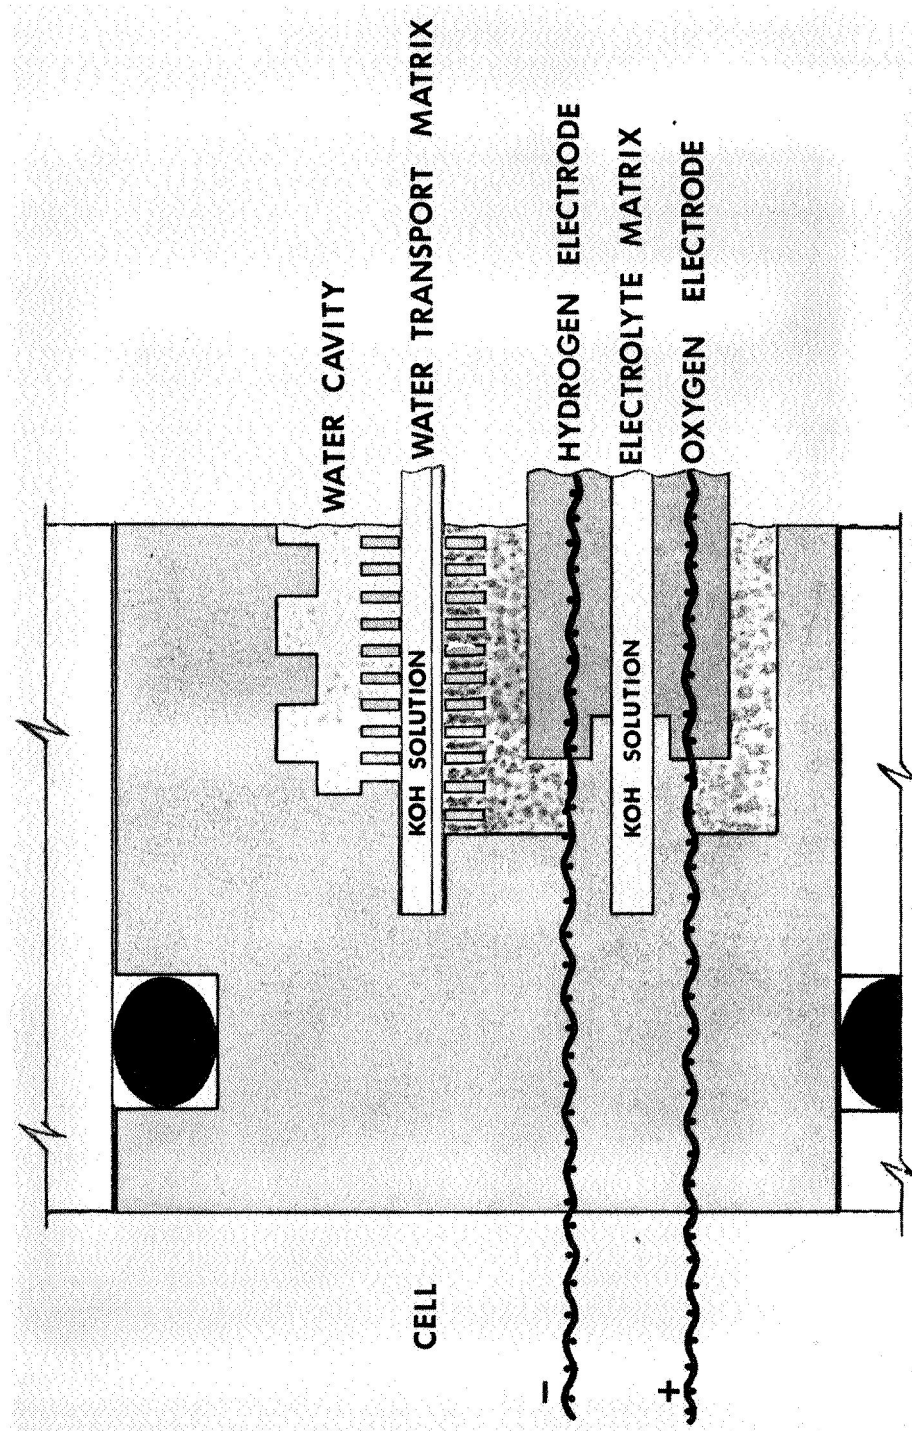 WATER CAVITY
WATER TRANSPORT MATRIX
KOH SOLUTION
HYDROGEN ELECTRODE
ELECTROLYTE MATRIX
KOH SOLUTION
OXYGEN ELECTRODE
CELL
−
+